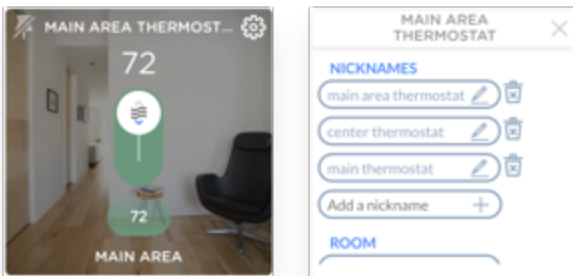 MAIN AREA THERMOST...
72
72
MAIN AREA
MAIN AREA
THERMOSTAT
NICKNAMES
main area thermostat
center thermostat
main thermostat
Add a nickname
ROOM